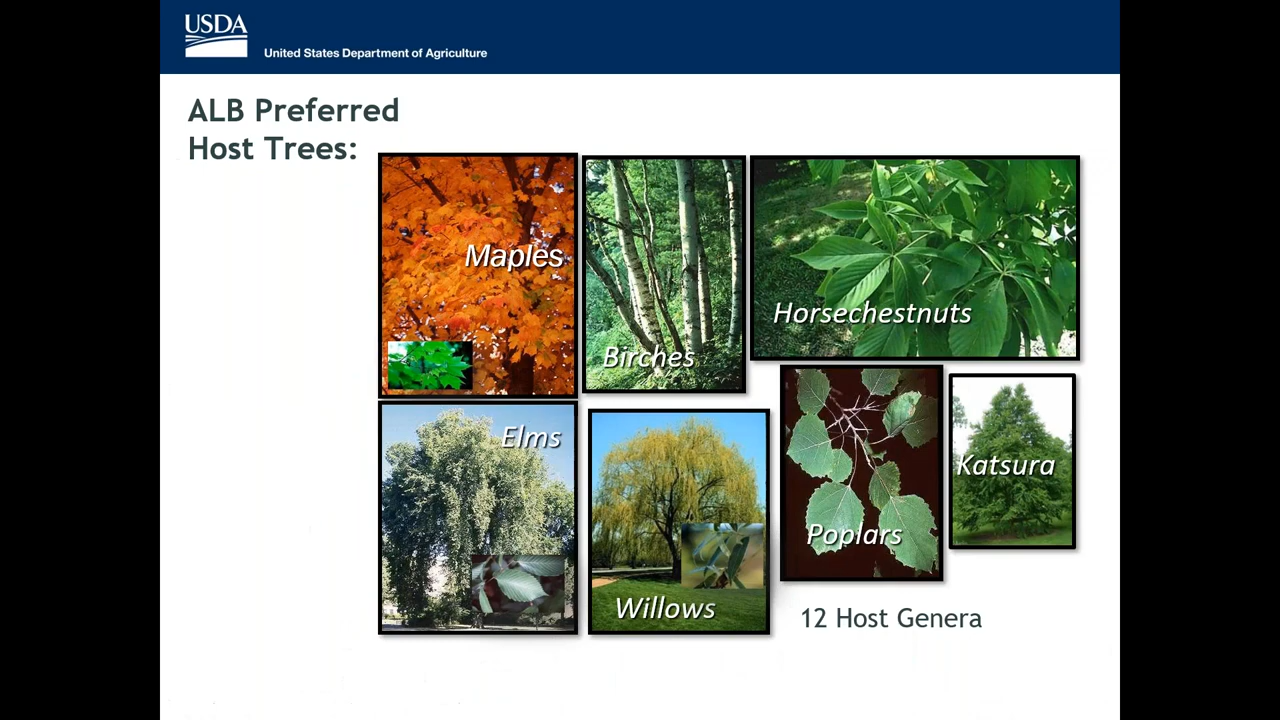 USDA
United States Department of Agriculture
ALB Preferred
Host Trees:
Maples
Birches
Horsechestnuts
Elms
Willows
Poplars
Katsura
12 Host Genera